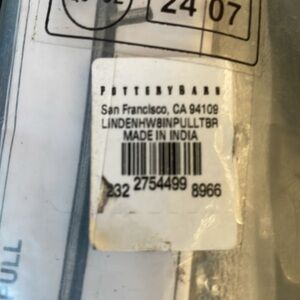 24 07
POTTERYBARN
San Francisco, CA 94109
LINDENHW8INPULLTBR
MADE IN INDIA
232 2754499 8966
PULL